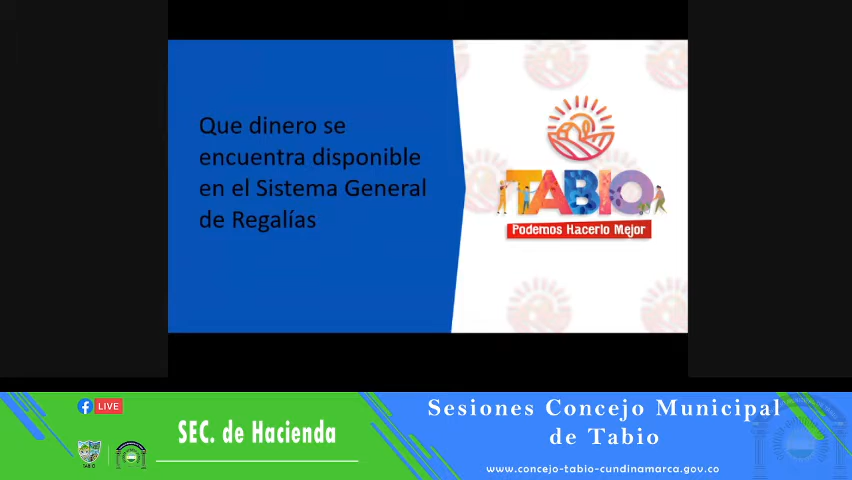 Que dinero se
encuentra disponible
en el Sistema General
de Regalías
TABIO
Podemos Hacerlo Mejor
LIVE
SEC. de Hacienda
Sesiones Concejo Municipal
de Tabio
www.concejo-tabio-cundinamarca.gov.co
TABIO